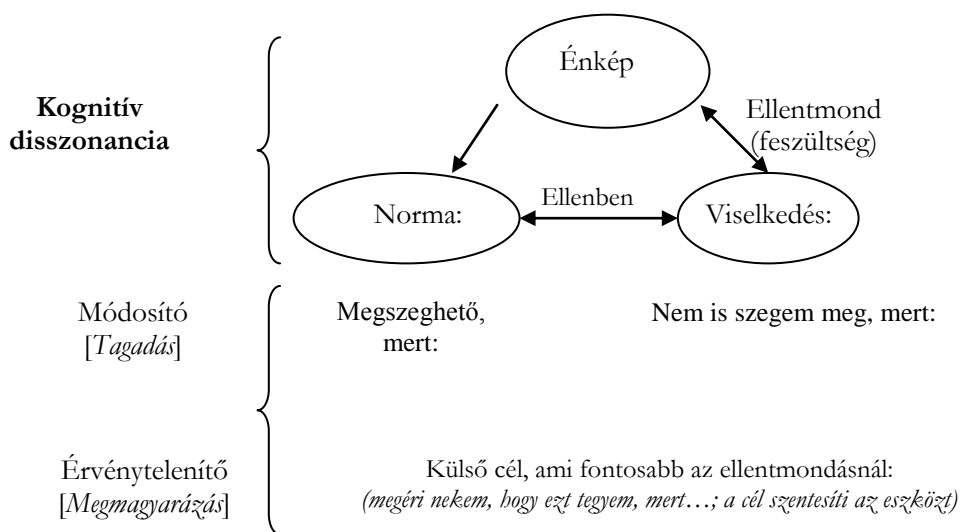 Énkép
Kognitív
disszonancia
Ellentmond
(feszültség)
Norma:
Ellenben
Viselkedés:
Módosító
[Tagadás]
Megszeghető,
mert:
Nem is szegem meg, mert:
Érvénytelenítő
[Megmagyarázás]
Külső cél, ami fontosabb az ellentmondásnál:
(megéri nekem, hogy ezt tegyem, mert…; a cél szentesíti az eszközt)